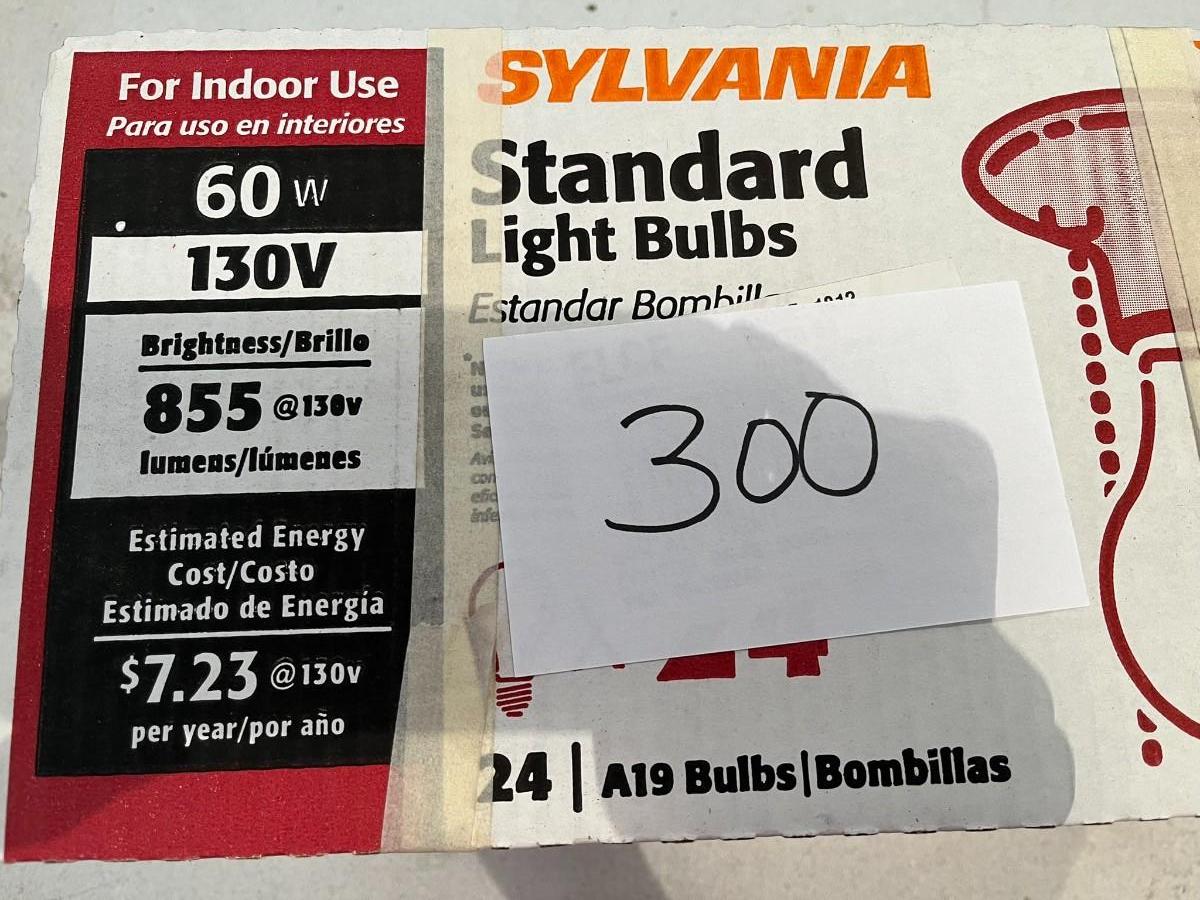 For Indoor Use
Para uso en interiores
60 W
130V
Brightness/Brillo
855 @130v
lumens/lúmenes
Estimated Energy
Cost/Costo
Estimado de Energía
$7.23 @130v
per year/por año
SYLVANIA
Standard
Light Bulbs
Estandar
300
24
24 | A19 Bulbs|Bombillas